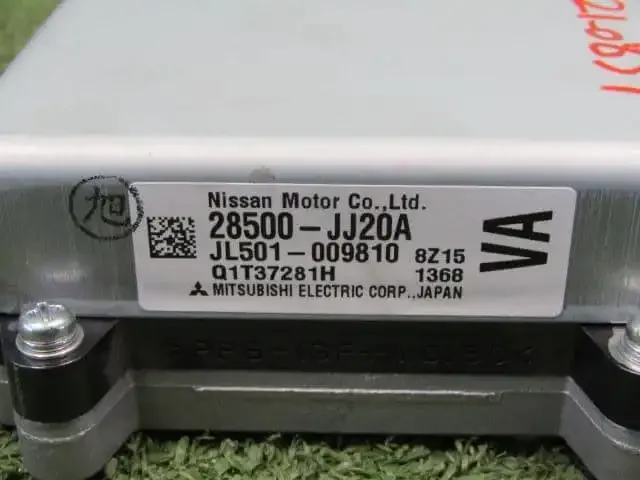 旭
Nissan Motor Co.,Ltd.
28500-JJ20A
JL501-009810 8Z15
Q1T37281H 1368
MITSUBISHI ELECTRIC CORP.,JAPAN
VA